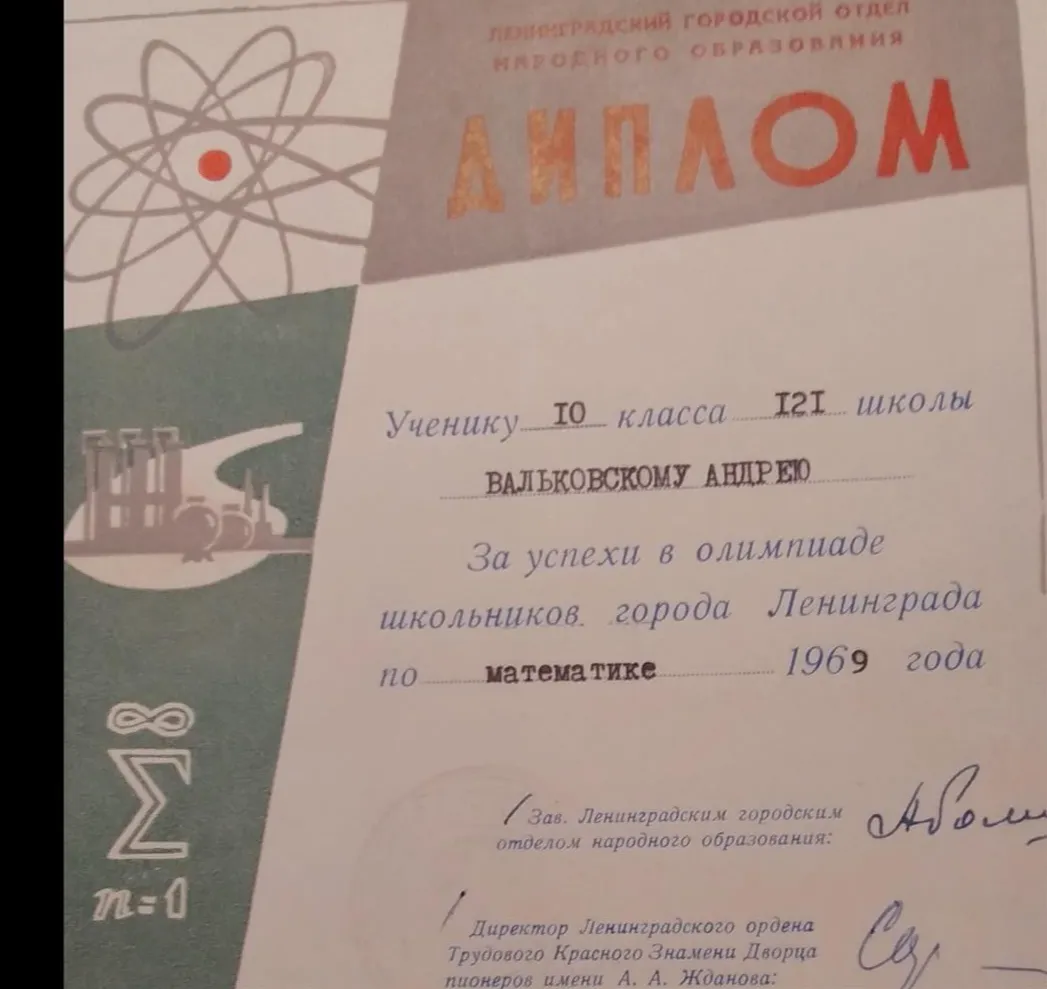 ЛЕНИНГРАДСКИЙ ГОРОДСКОЙ ОТДЕЛ
НАРОДНОГО ОБРАЗОВАНИЯ
ДИПЛОМ
Ученику 10 класса 121 школы
ВАЛЬКОВСКОМУ АНДРЕЮ
За успехи в олимпиаде
школьников города Ленинграда
по математике 1969 года
∞
Σ
n=1
Зав. Ленинградским городским
отделом народного образования:
Директор Ленинградского ордена
Трудового Красного Знамени Дворца
пионеров имени А. А. Жданова: